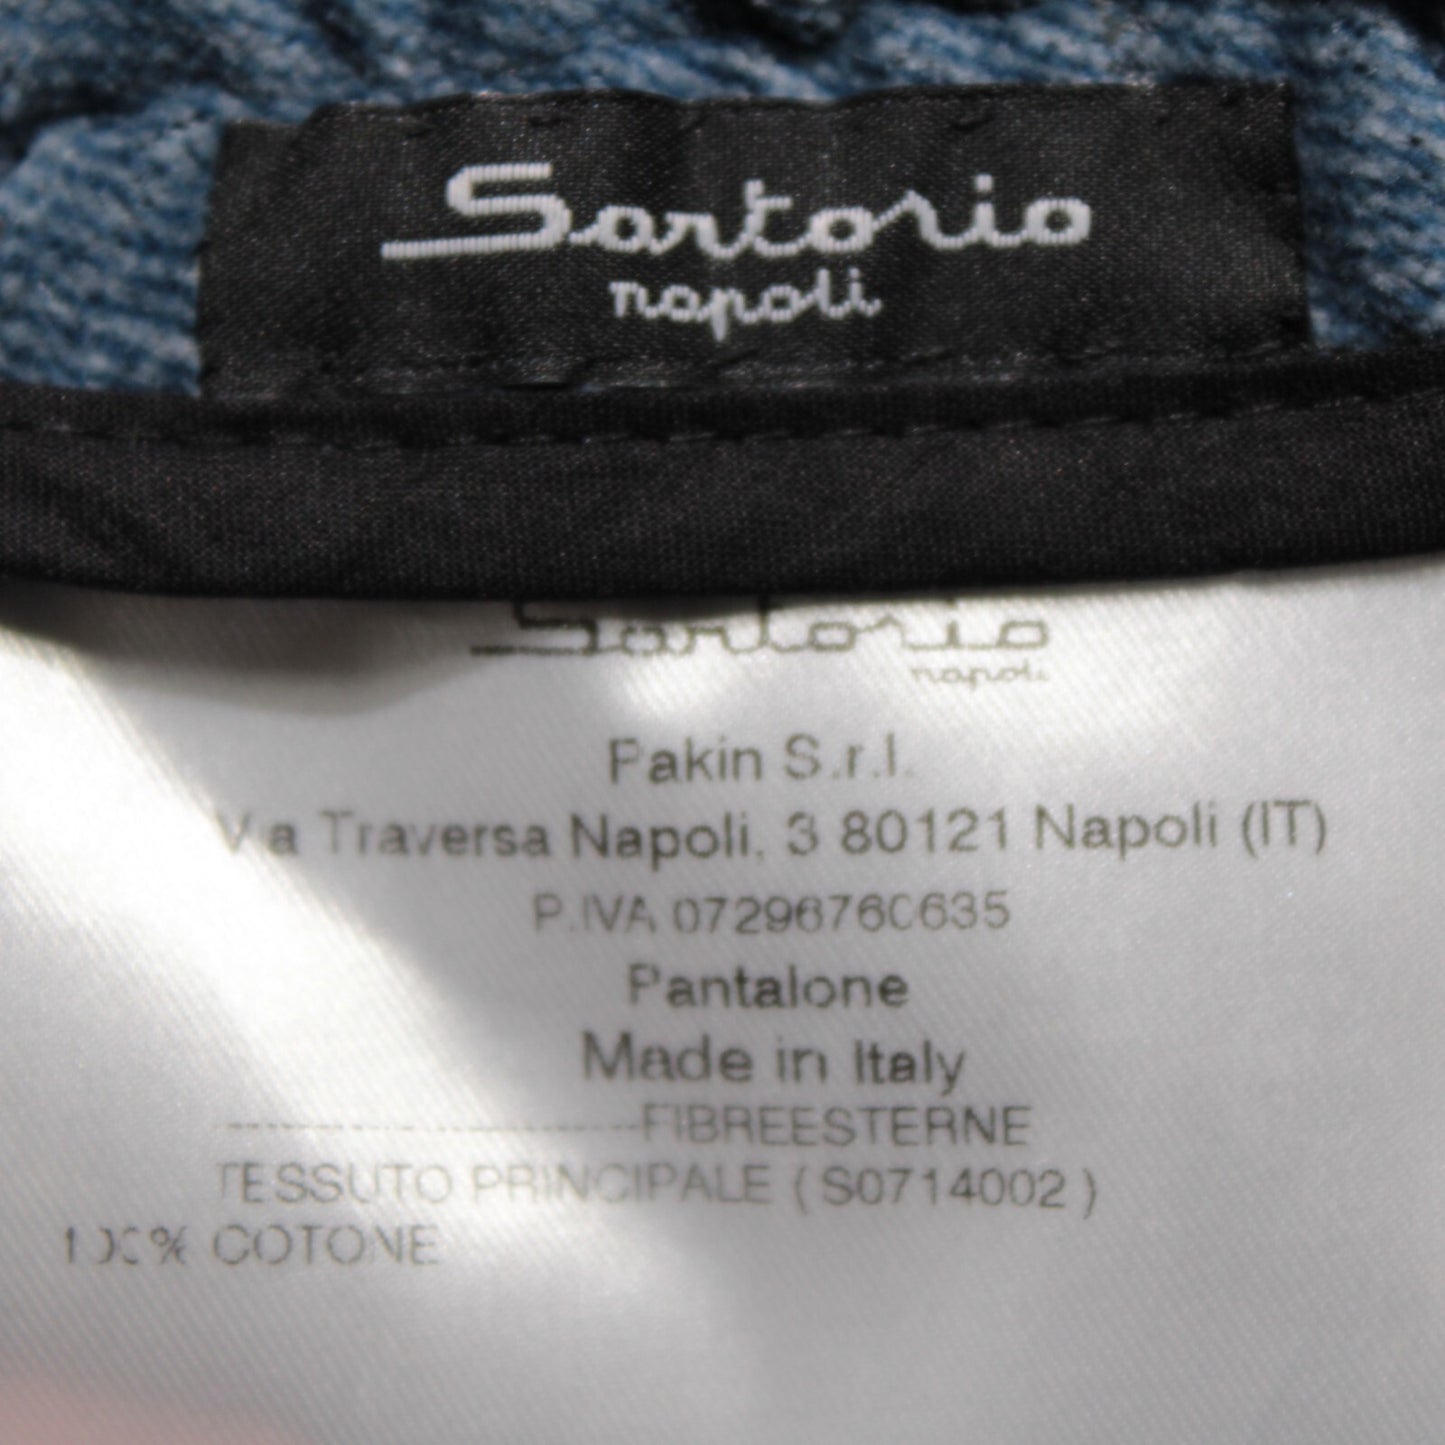 Sartorio
napoli
Sartorio
napoli
Pakin S.r.l.
Via Traversa Napoli, 3 80121 Napoli (IT)
P.IVA 07296760635
Pantalone
Made in Italy
--------------------------------FIBREESTERNE
TESSUTO PRINCIPALE ( S0714002 )
100% COTONE